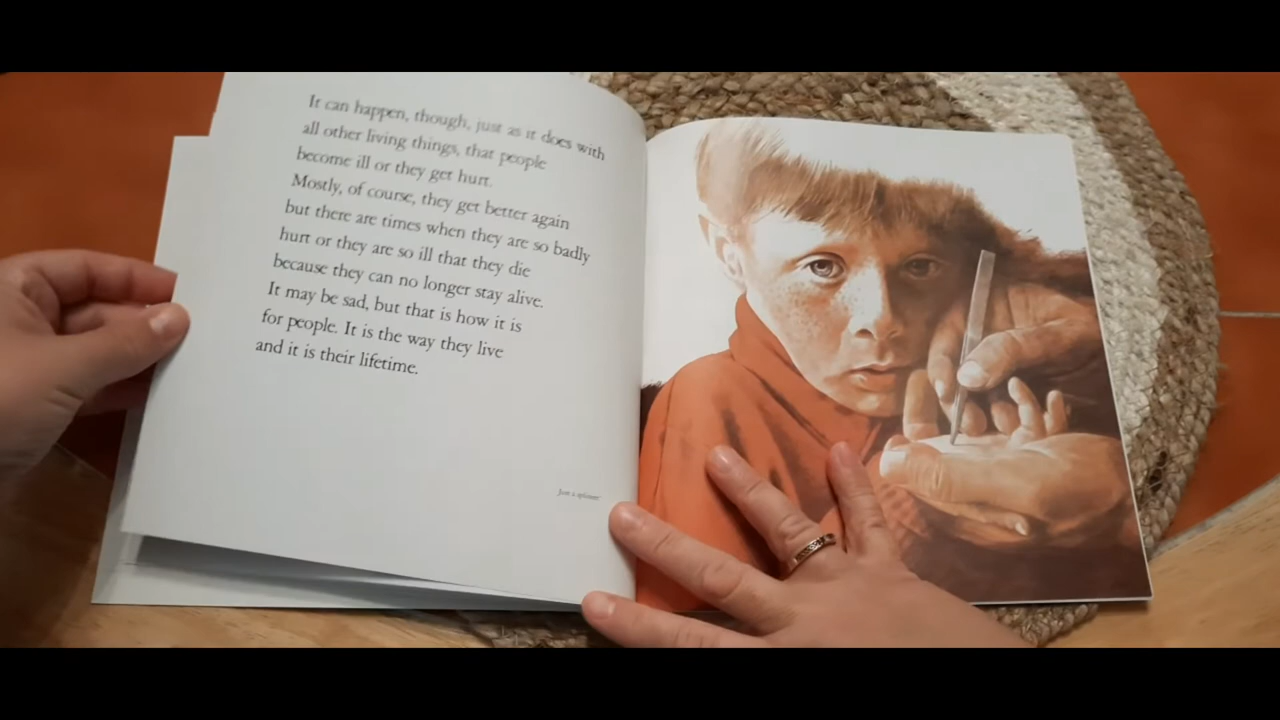 It can happen, though, just as it does with
all other living things, that people
become ill or they get hurt.
Mostly, of course, they get better again
but there are times when they are so badly
hurt or they are so ill that they die
because they can no longer stay alive.
It may be sad, but that is how it is
for people. It is the way they live
and it is their lifetime.
Just a splinter